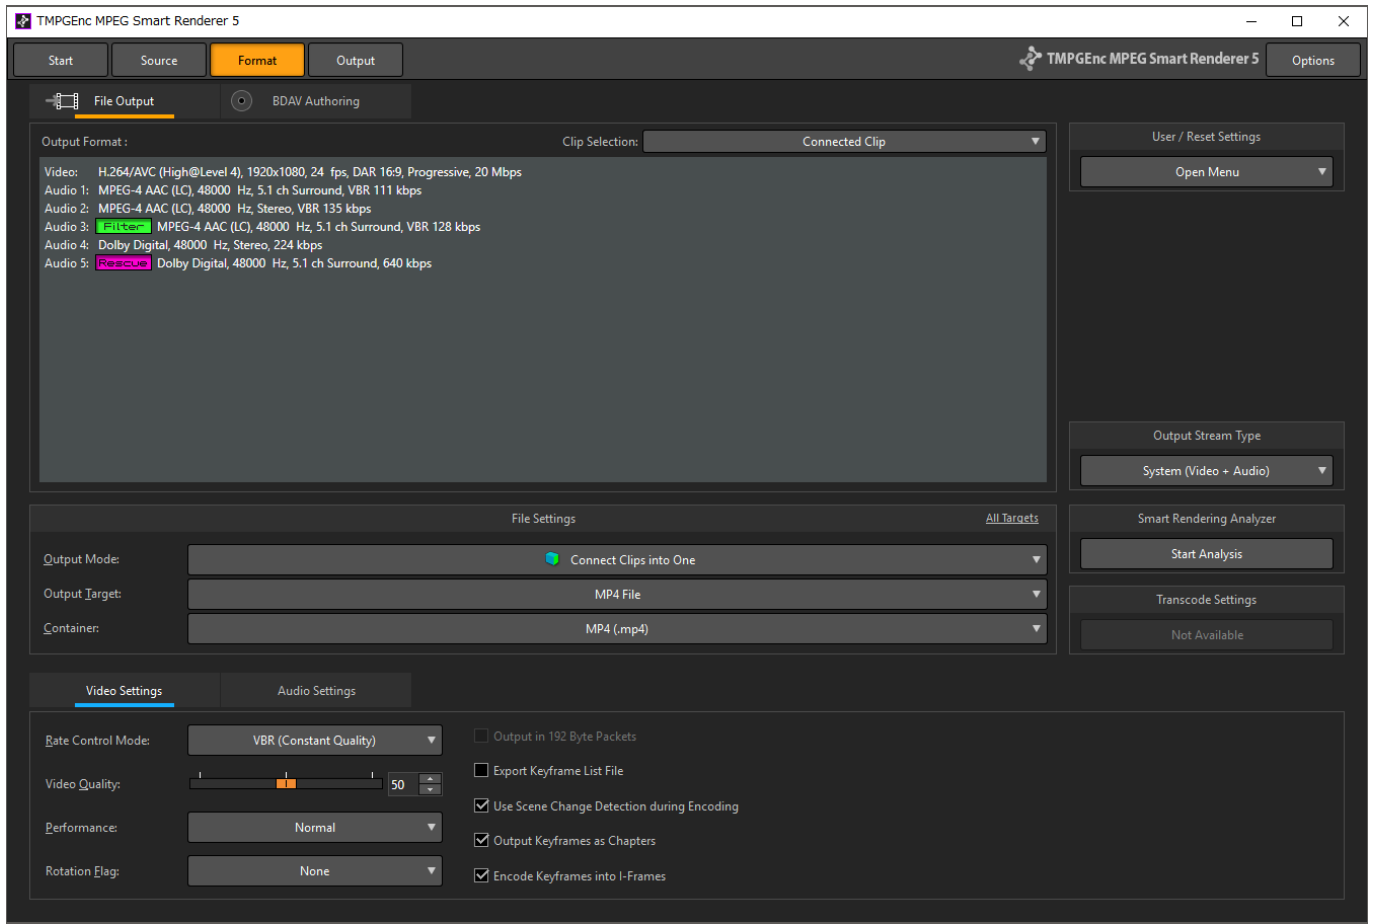 TMPGEnc MPEG Smart Renderer 5
Start
Source
Format
Output
TMPGEnc MPEG Smart Renderer 5
Options
File Output
BDAV Authoring
Output Format :
Clip Selection:
Connected Clip
Video: H.264/AVC (High@Level 4), 1920x1080, 24 fps, DAR 16:9, Progressive, 20 Mbps
Audio 1: MPEG-4 AAC (LC), 48000 Hz, 5.1 ch Surround, VBR 111 kbps
Audio 2: MPEG-4 AAC (LC), 48000 Hz, Stereo, VBR 135 kbps
Audio 3: Filter MPEG-4 AAC (LC), 48000 Hz, 5.1 ch Surround, VBR 128 kbps
Audio 4: Dolby Digital, 48000 Hz, Stereo, 224 kbps
Audio 5: Rescue Dolby Digital, 48000 Hz, 5.1 ch Surround, 640 kbps
User / Reset Settings
Open Menu
Output Stream Type
System (Video + Audio)
File Settings
All Targets
Output Mode:
Connect Clips into One
Output Target:
MP4 File
Container:
MP4 (.mp4)
Smart Rendering Analyzer
Start Analysis
Transcode Settings
Not Available
Video Settings
Audio Settings
Rate Control Mode:
VBR (Constant Quality)
Video Quality:
50
Performance:
Normal
Rotation Flag:
None
Output in 192 Byte Packets
Export Keyframe List File
Use Scene Change Detection during Encoding
Output Keyframes as Chapters
Encode Keyframes into I-Frames